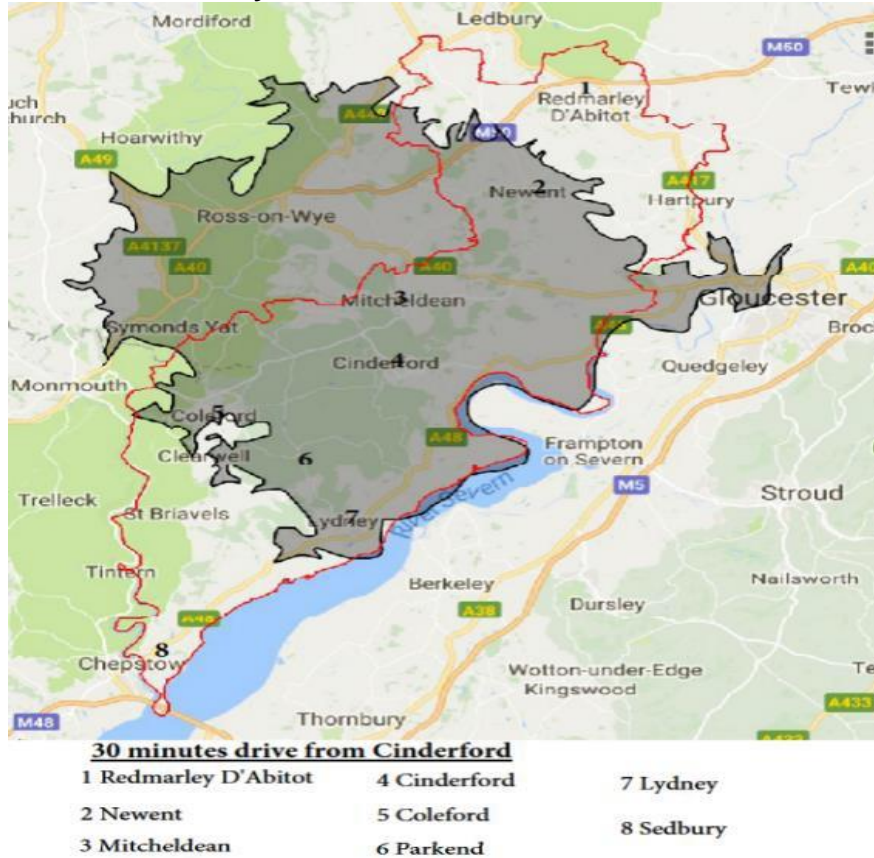 Mordiford
Ledbury
M50
uch
church
A449
1
Redmarley
D'Abitot
Tewk
Hoarwithy
M50
A49
Newent
2
A417
Hartpury
Ross-on-Wye
A4137
A40
A40
A40
Mitcheldean
3
Gloucester
Symonds Yat
Brock
Cinderford
4
Quedgeley
Monmouth
Coleford
5
A48
Frampton
on Severn
Clearwell
6
M5
Trelleck
Stroud
St Briavels
Lydney
7
River Severn
Tintern
Berkeley
Nailsworth
A38
Dursley
A48
8
Chepstow
Wotton-under-Edge
Kingswood
Te
A433
M48
Thornbury
30 minutes drive from Cinderford
1 Redmarley D'Abitot
4 Cinderford
7 Lydney
2 Newent
5 Coleford
8 Sedbury
3 Mitcheldean
6 Parkend